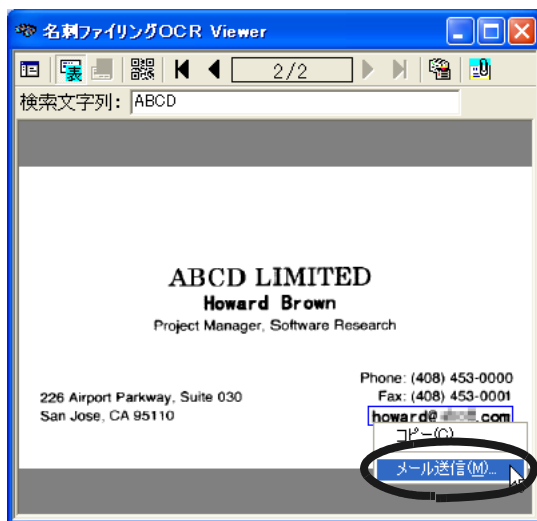 名刺ファイリングOCR Viewer
表 2/2
検索文字列: ABCD
ABCD LIMITED
Howard Brown
Project Manager, Software Research
Phone: (408) 453-0000
226 Airport Parkway, Suite 030
Fax: (408) 453-0001
San Jose, CA 95110
howard@ .com
コピー(C)
メール送信(M)...